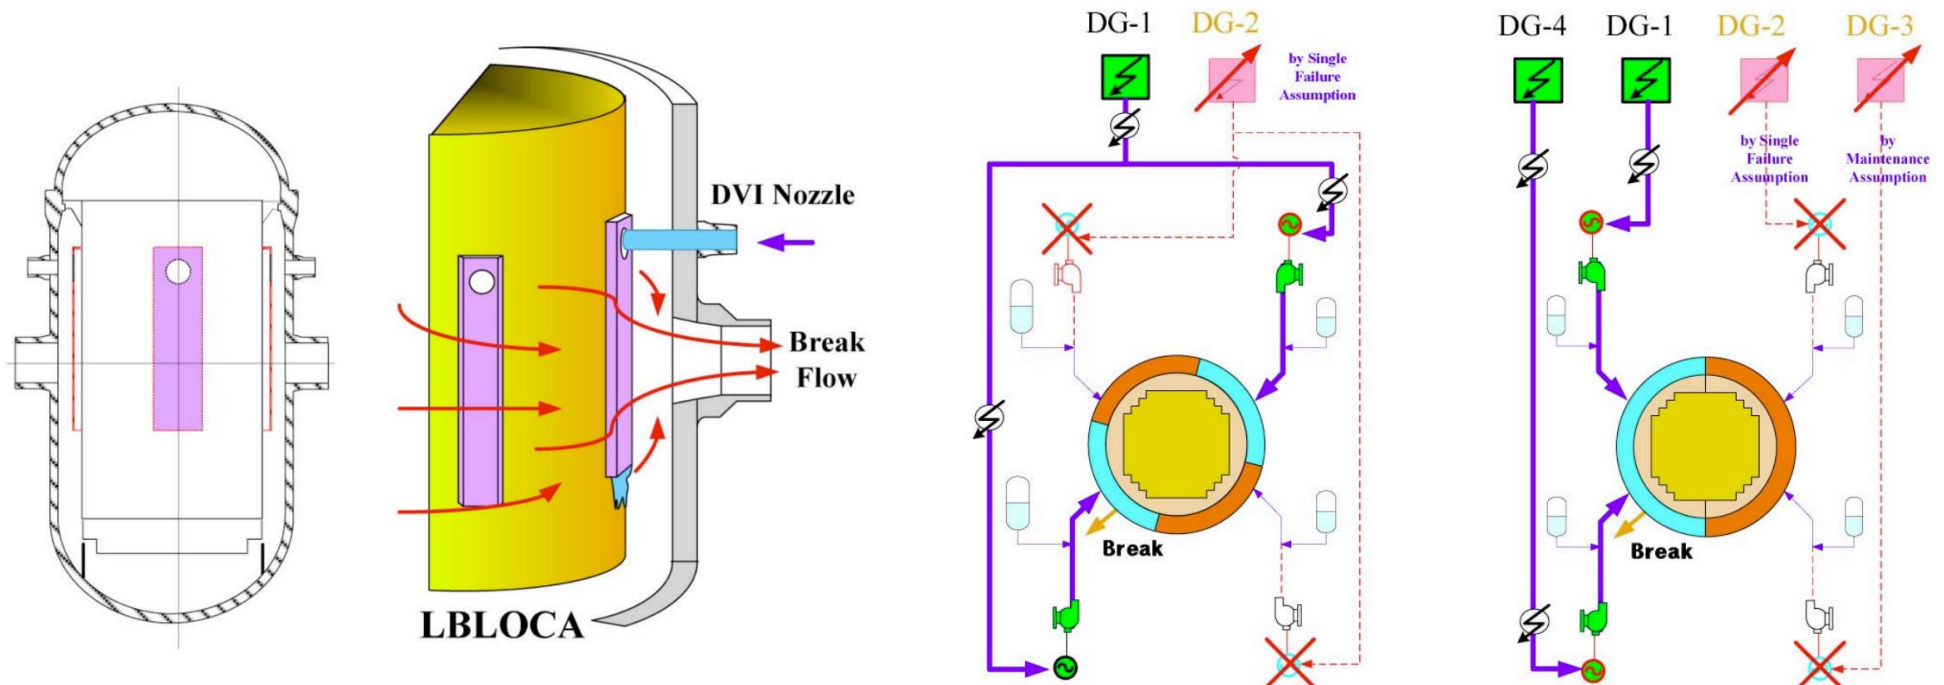 DVI Nozzle
Break
Flow
LBLOCA
DG-1
DG-2
by Single
Failure
Assumption
Break
DG-4
DG-1
DG-2
DG-3
by Single
Failure
Assumption
by
Maintenance
Assumption
Break